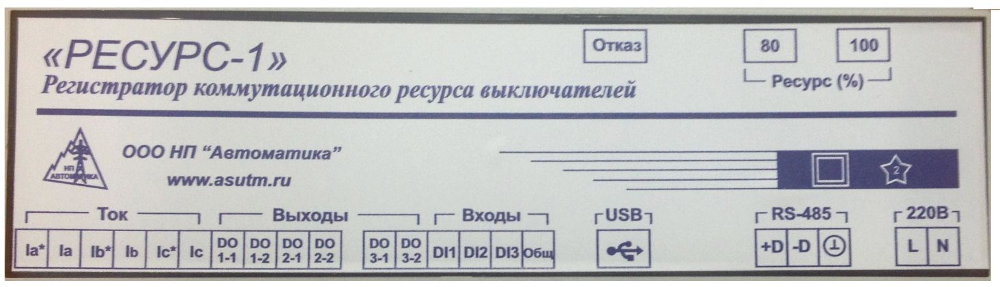 «РЕСУРС-1»
Регистратор коммутационного ресурса выключателей
Отказ
80 100
Ресурс (%)
НП
АВТОМАТИКА
ООО НП “Автоматика”
www.asutm.ru
2
Ток Выходы Входы USB RS-485 220В
Ia* Ia Ib* Ib Ic* Ic DO 1-1 DO 1-2 DO 2-1 DO 2-2 DO 3-1 DO 3-2 DI1 DI2 DI3 Общ +D -D L N